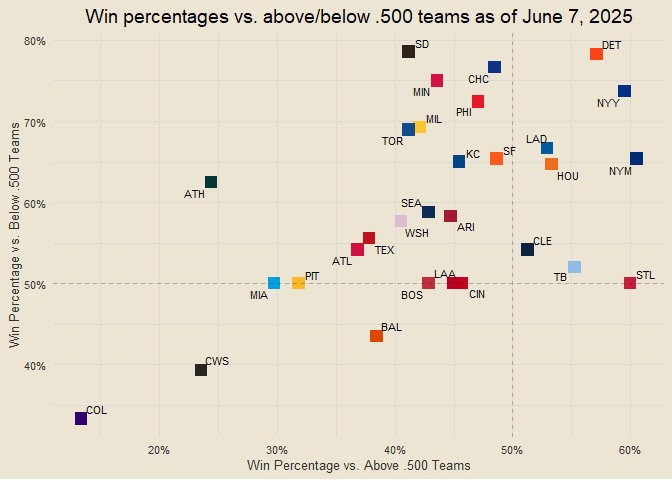 Win percentages vs. above/below .500 teams as of June 7, 2025
80%
SD
DET
CHC
MIN
NYY
PHI
70%
MIL
TOR
LAD
KC
SF
HOU
NYM
ATH
60%
SEA
WSH
ARI
TEX
CLE
ATL
TB
STL
50%
PIT
LAA
MIA
BOS
CIN
BAL
40%
CWS
COL
20%
30%
40%
50%
60%
Win Percentage vs. Above .500 Teams
Win Percentage vs. Below .500 Teams